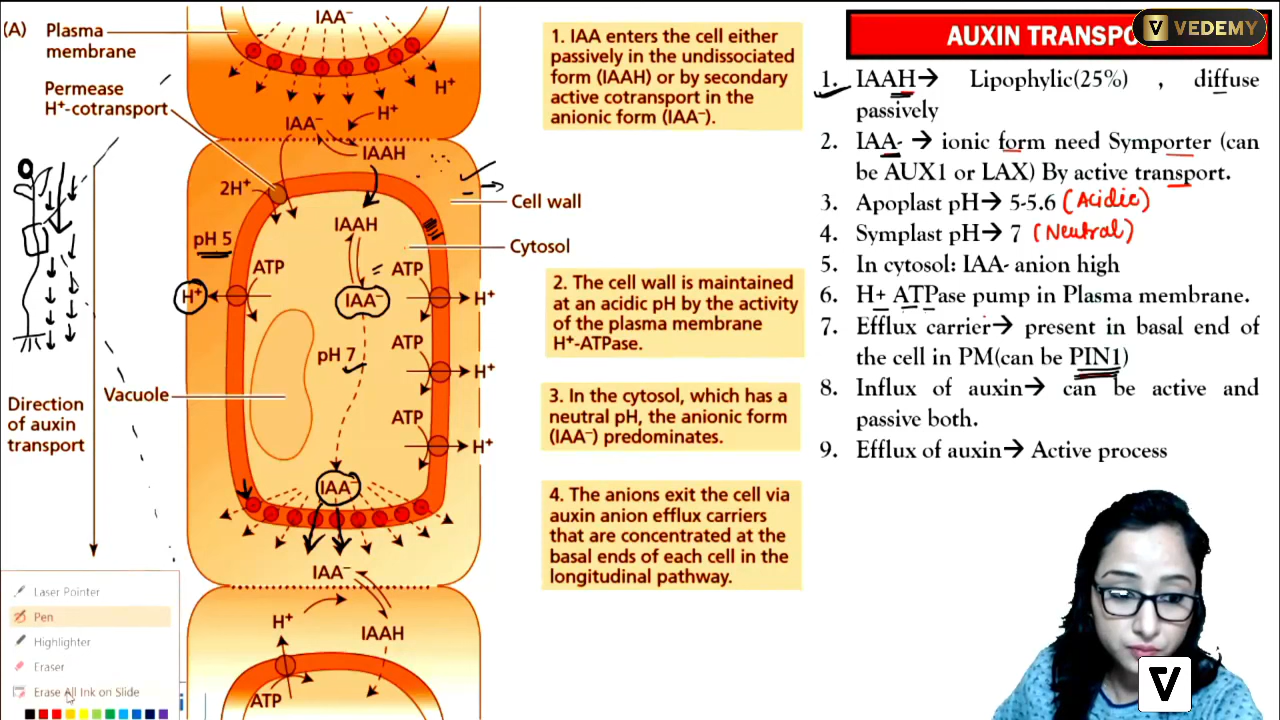 (A) Plasma
membrane
Permease
H⁺-cotransport
IAA⁻
H⁺
IAA⁻
H⁺
IAAH
2H⁺
IAAH
pH 5
ATP
H⁺
IAA⁻
ATP
H⁺
pH 7
ATP
H⁺
ATP
H⁺
Vacuole
Direction
of auxin
transport
IAA⁻
IAA⁻
H⁺
IAAH
ATP
Cell wall
Cytosol
1. IAA enters the cell either
passively in the undissociated
form (IAAH) or by secondary
active cotransport in the
anionic form (IAA⁻).
2. The cell wall is maintained
at an acidic pH by the activity
of the plasma membrane
H⁺-ATPase.
3. In the cytosol, which has a
neutral pH, the anionic form
(IAA⁻) predominates.
4. The anions exit the cell via
auxin anion efflux carriers
that are concentrated at the
basal ends of each cell in the
longitudinal pathway.
AUXIN TRANSPO
VEDEMY
1. IAAH→ Lipophylic(25%) , diffuse
passively
2. IAA- → ionic form need Symporter (can
be AUX1 or LAX) By active transport.
3. Apoplast pH→ 5-5.6 (Acidic)
4. Symplast pH→ 7 (Neutral)
5. In cytosol: IAA- anion high
6. H+ ATPase pump in Plasma membrane.
7. Efflux carrier→ present in basal end of
the cell in PM(can be PIN1)
8. Influx of auxin→ can be active and
passive both.
9. Efflux of auxin→ Active process
Laser Pointer
Pen
Highlighter
Eraser
Erase All Ink on Slide